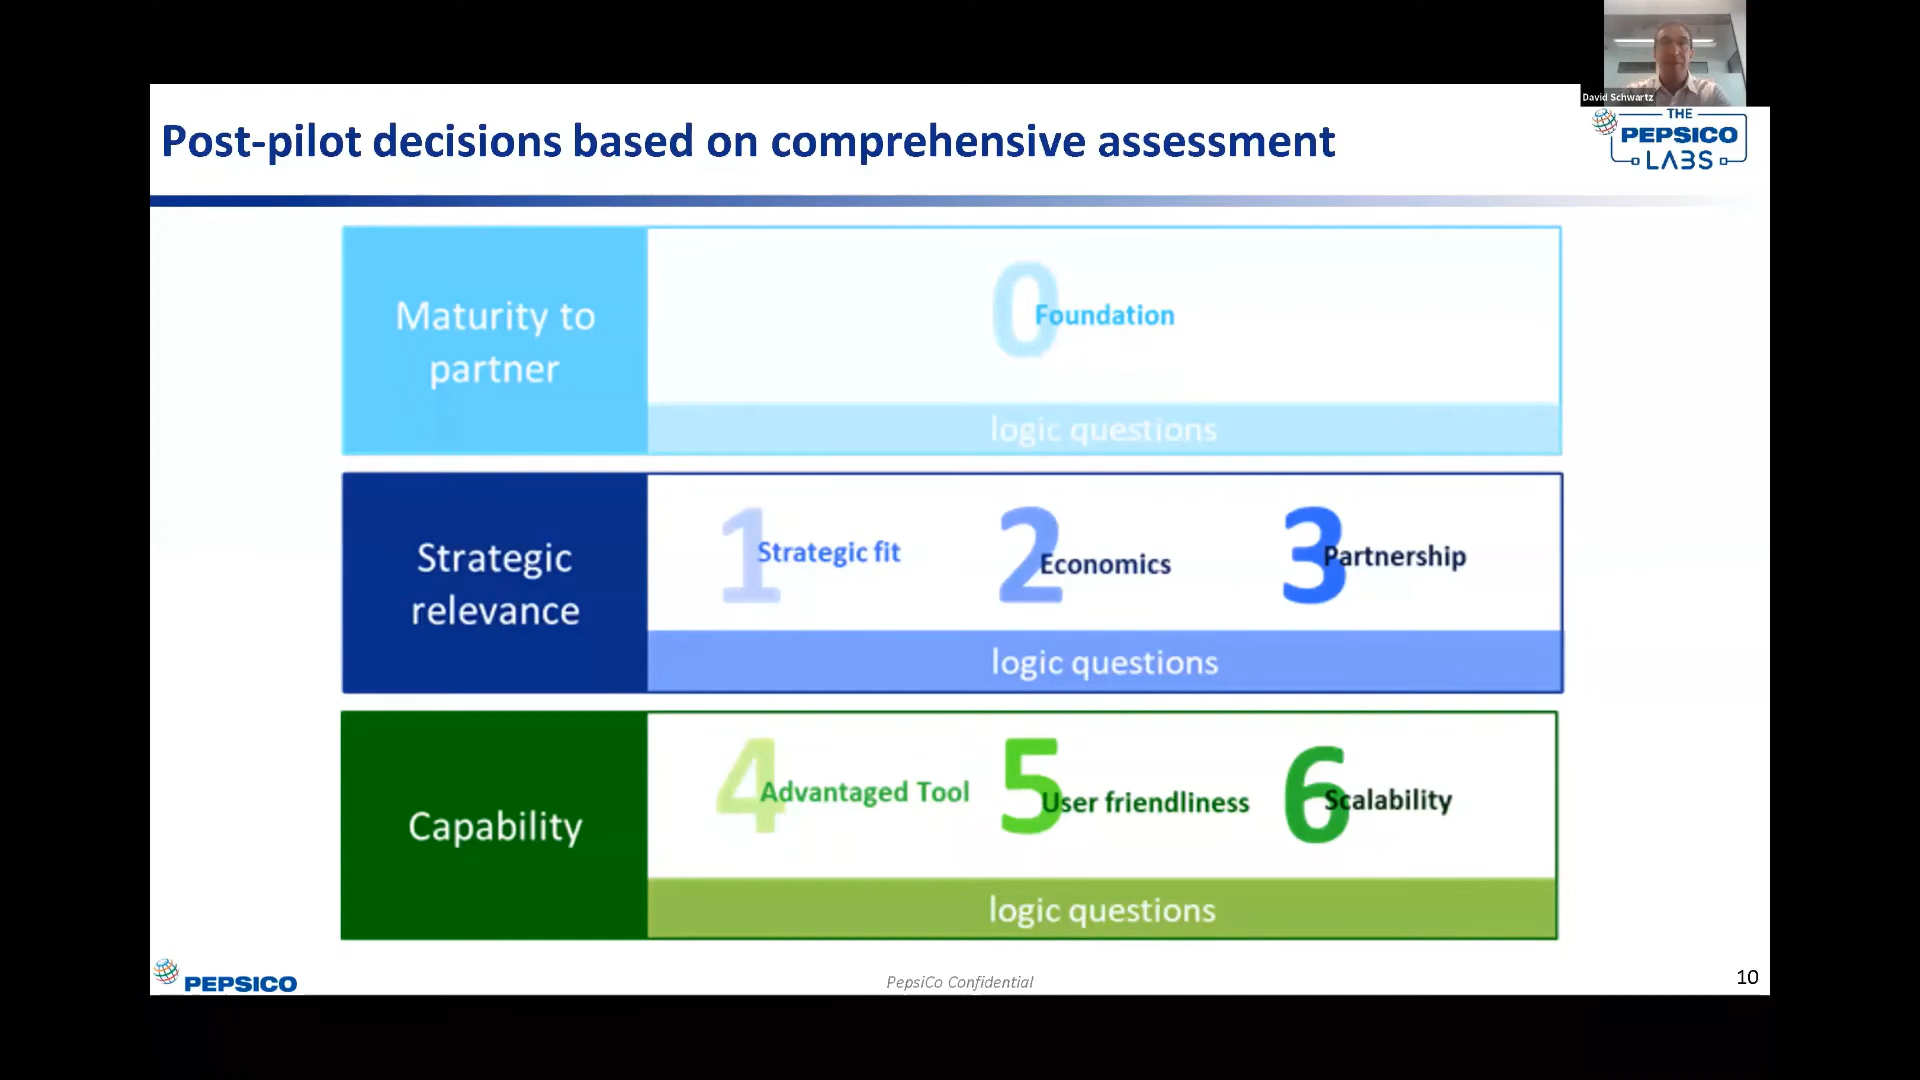 David Schwartz
Post-pilot decisions based on comprehensive assessment
THE
PEPSICO
LABS
Maturity to
partner
0
Foundation
logic questions
Strategic
relevance
1
Strategic fit
2
Economics
3
Partnership
logic questions
Capability
4
Advantaged Tool
5
User friendliness
6
Scalability
logic questions
PEPSICO
PepsiCo Confidential
10